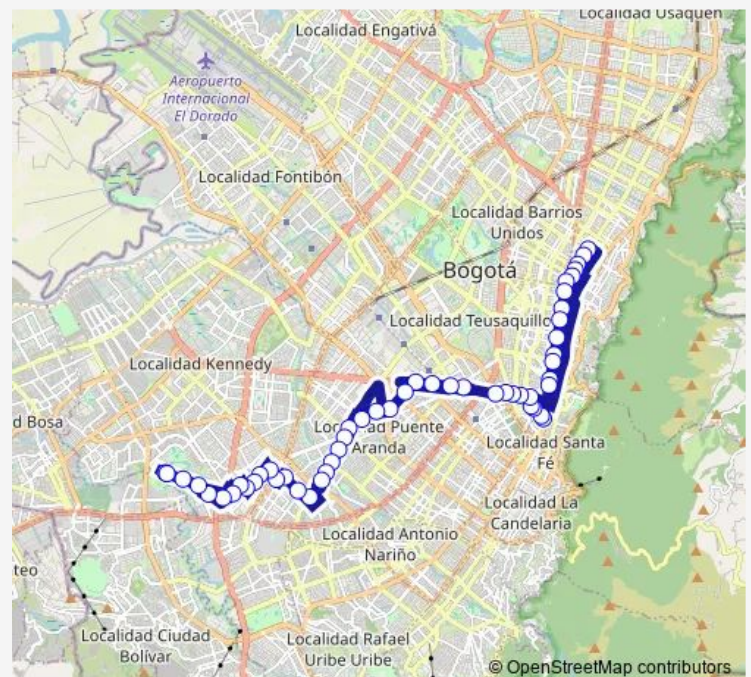 Localidad Usaquén
Localidad Engativá
Aeropuerto
Internacional
El Dorado
Localidad Fontibón
Localidad Barrios
Unidos
Bogotá
Localidad Teusaquillo
Localidad Kennedy
d Bosa
Localidad Puente
Aranda
Localidad Santa
Fé
Localidad La
Candelaria
Localidad Antonio
Nariño
teo
Localidad Ciudad
Bolívar
Localidad Rafael
Uribe Uribe
© OpenStreetMap contributors